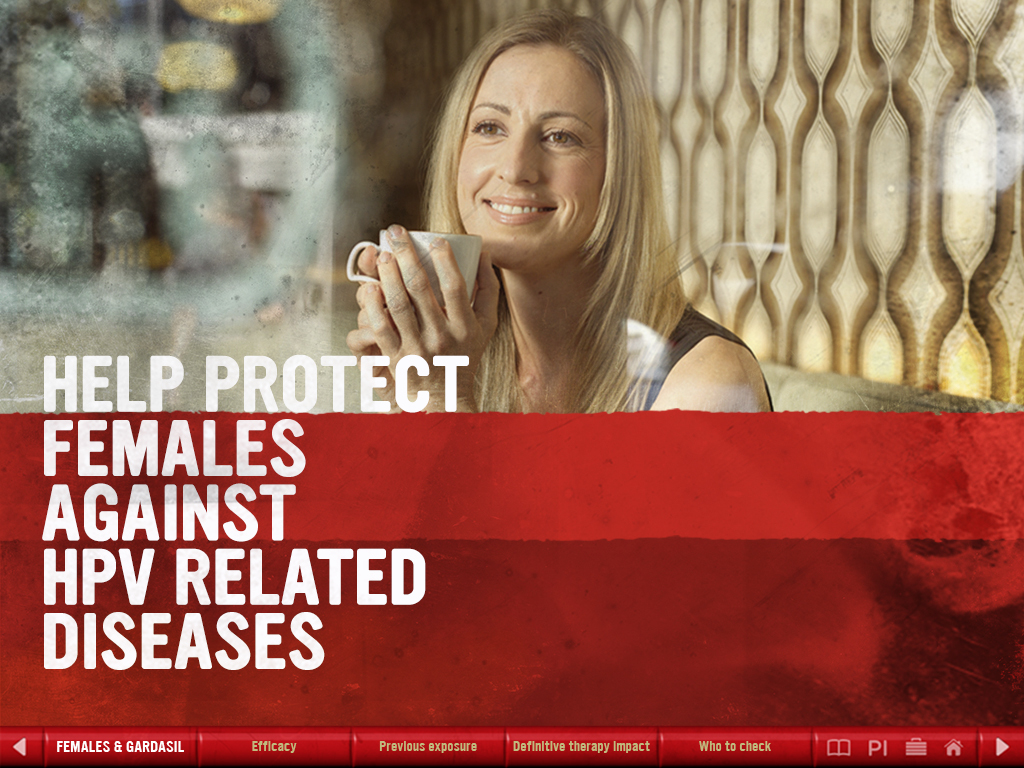 HELP PROTECT
FEMALES
AGAINST
HPV RELATED
DISEASES
FEMALES & GARDASIL
Efficacy
Previous exposure
Definitive therapy impact
Who to check
PI